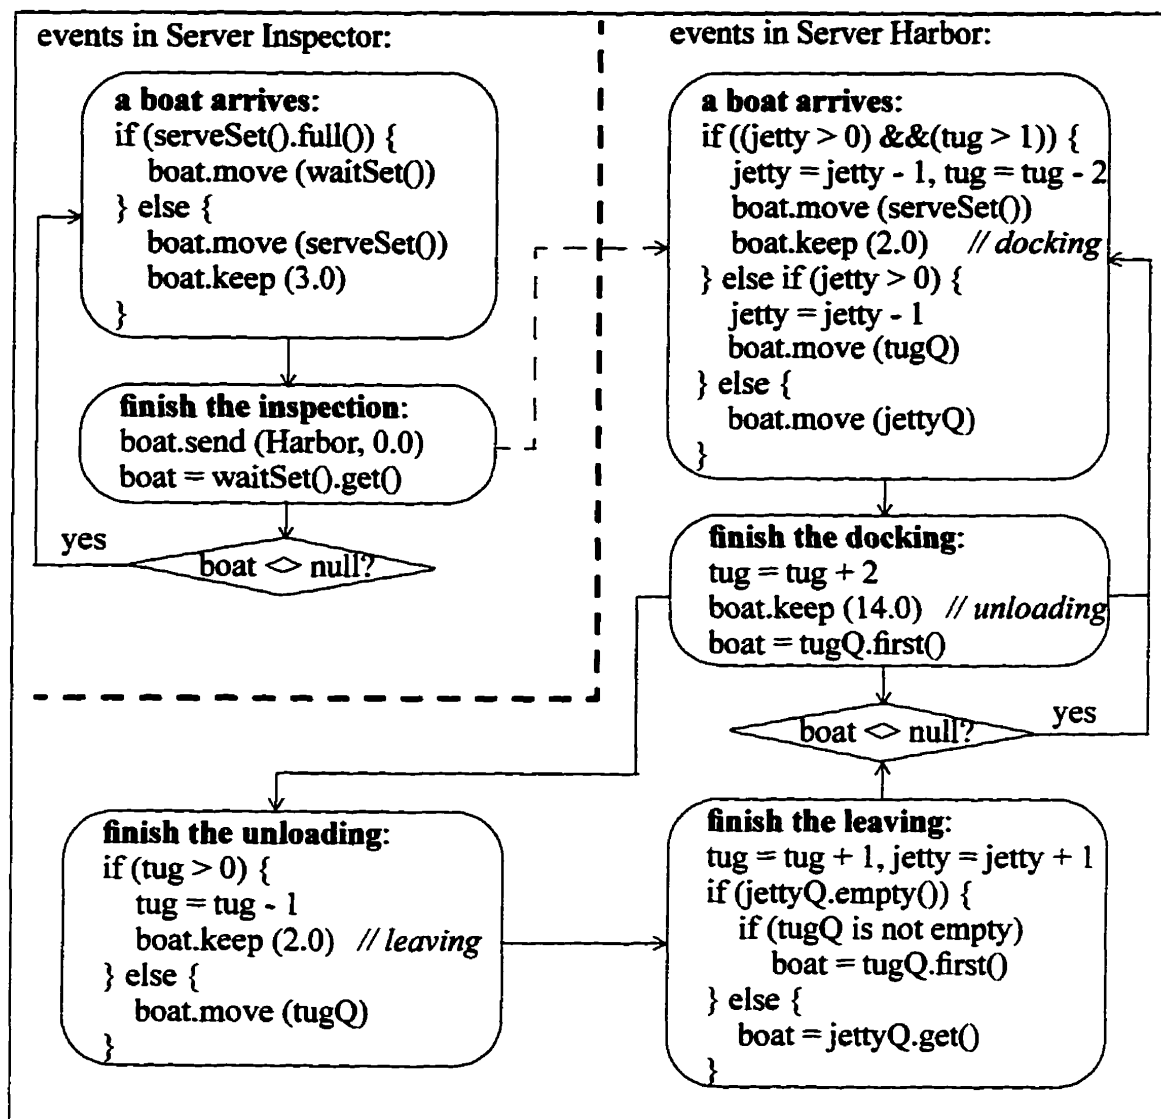 events in Server Inspector:
a boat arrives:
if (serveSet().full()) {
boat.move (waitSet())
} else {
boat.move (serveSet())
boat.keep (3.0)
}
finish the inspection:
boat.send (Harbor, 0.0)
boat = waitSet().get()
yes
boat <> null?
events in Server Harbor:
a boat arrives:
if ((jetty > 0) &&(tug > 1)) {
jetty = jetty - 1, tug = tug - 2
boat.move (serveSet())
boat.keep (2.0) // docking
} else if (jetty > 0) {
jetty = jetty - 1
boat.move (tugQ)
} else {
boat.move (jettyQ)
}
finish the docking:
tug = tug + 2
boat.keep (14.0) // unloading
boat = tugQ.first()
boat <> null?
yes
finish the unloading:
if (tug > 0) {
tug = tug - 1
boat.keep (2.0) // leaving
} else {
boat.move (tugQ)
}
finish the leaving:
tug = tug + 1, jetty = jetty + 1
if (jettyQ.empty()) {
if (tugQ is not empty)
boat = tugQ.first()
} else {
boat = jettyQ.get()
}